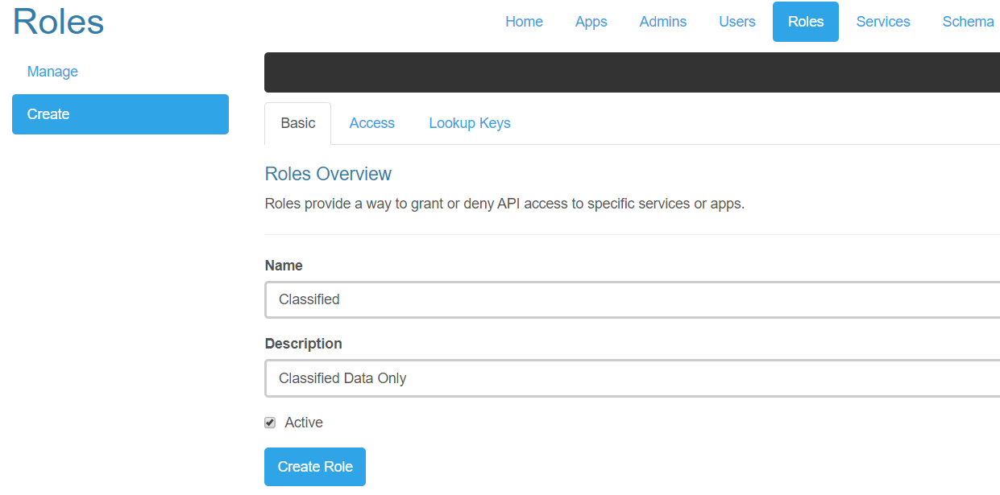 Roles
Home Apps Admins Users Roles Services Schema
Manage
Create
Basic Access Lookup Keys
Roles Overview
Roles provide a way to grant or deny API access to specific services or apps.
Name
Classified
Description
Classified Data Only
Active
Create Role